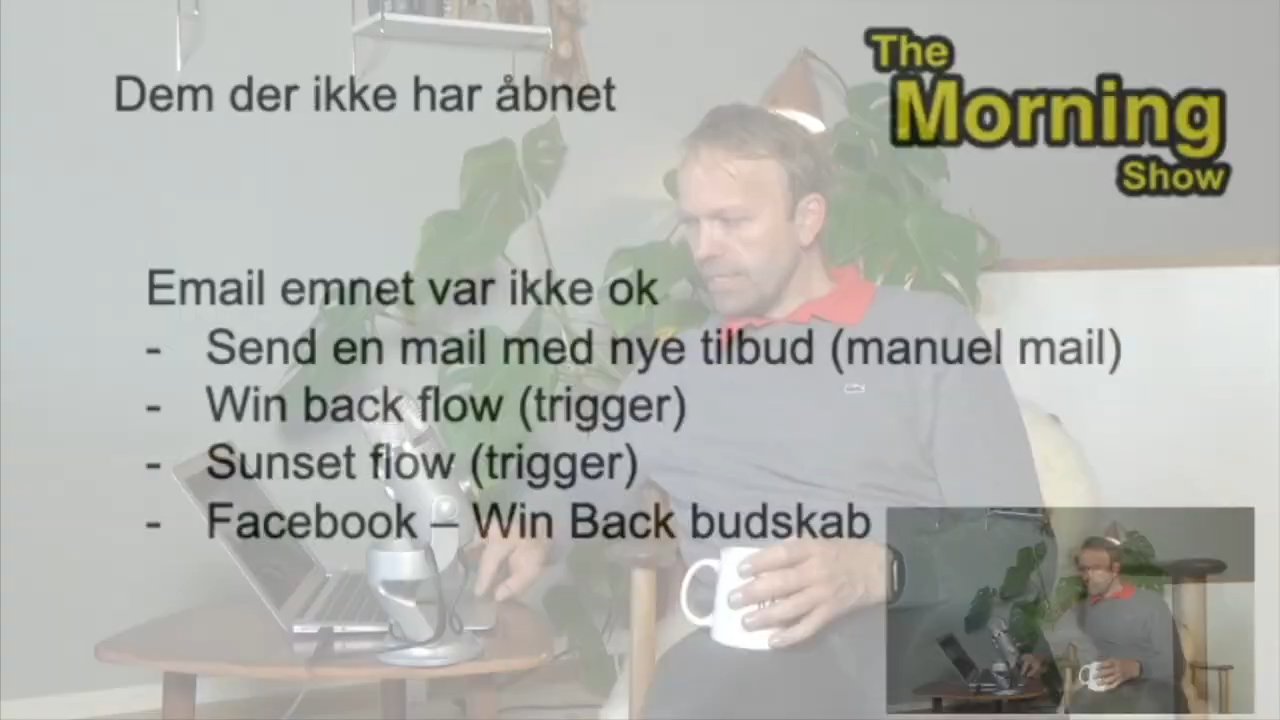 Dem der ikke har åbnet
The
Morning
Show
Email emnet var ikke ok
- Send en mail med nye tilbud (manuel mail)
- Win back flow (trigger)
- Sunset flow (trigger)
- Facebook – Win Back budskab